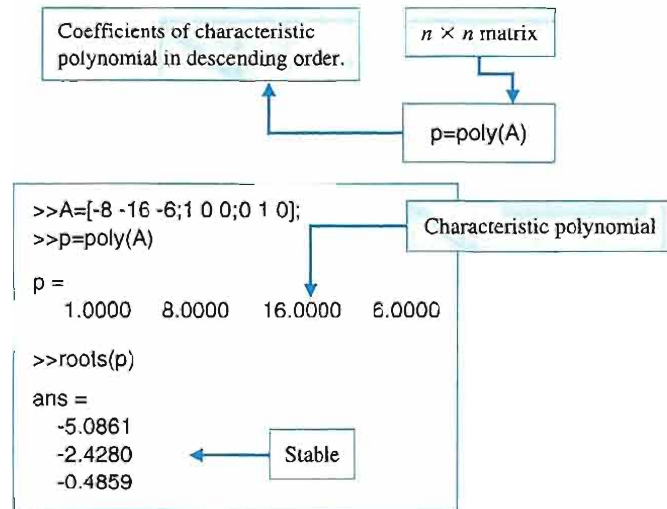 Coefficients of characteristic
polynomial in descending order.
n × n matrix
p=poly(A)
>>A=[-8 -16 -6;1 0 0;0 1 0];
>>p=poly(A)
Characteristic polynomial
p =
1.0000 8.0000 16.0000 6.0000
>>roots(p)
ans =
-5.0861
-2.4280
Stable
-0.4859